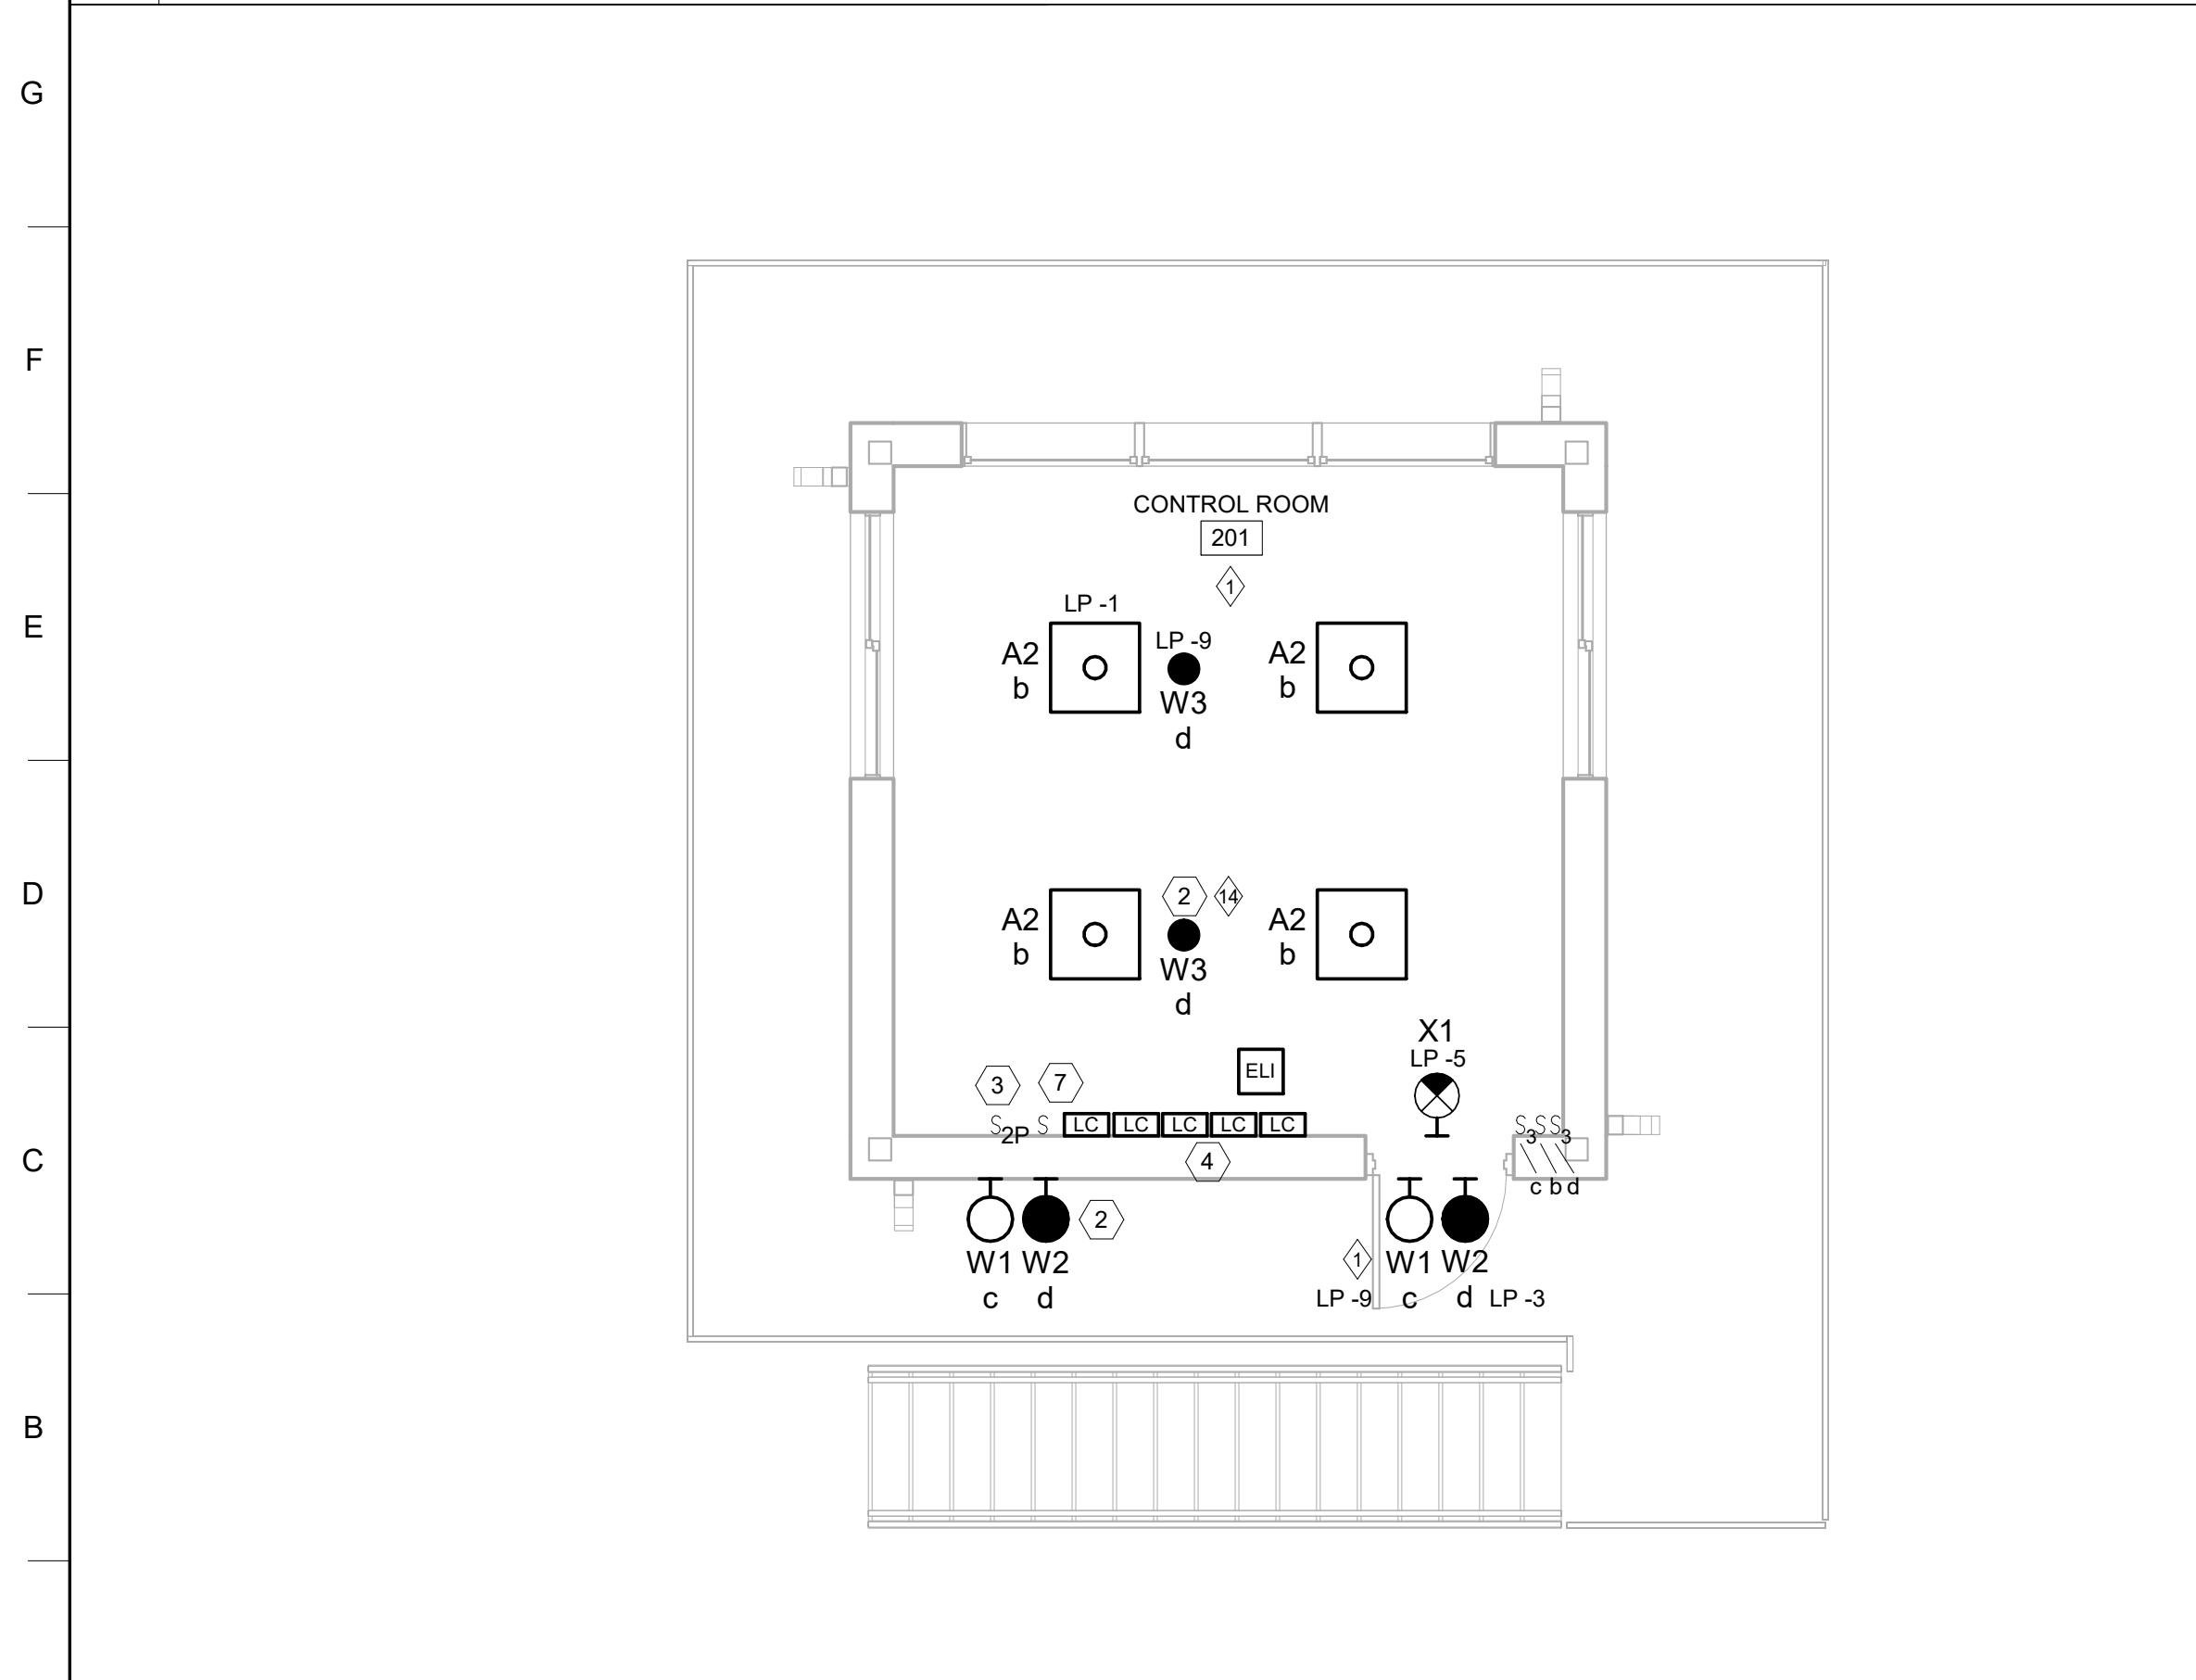 G
F
CONTROL ROOM
201
1
E
LP -1
LP -9
A2
b
W3
d
A2
b
D
2
14
A2
b
W3
d
A2
b
X1
LP -5
ELI
3
7
S2P
S
LC LC LC LC LC
S3 S S3
C
4
c b d
2
W1 W2
c d
1
W1 W2
LP -9 c d LP -3
B